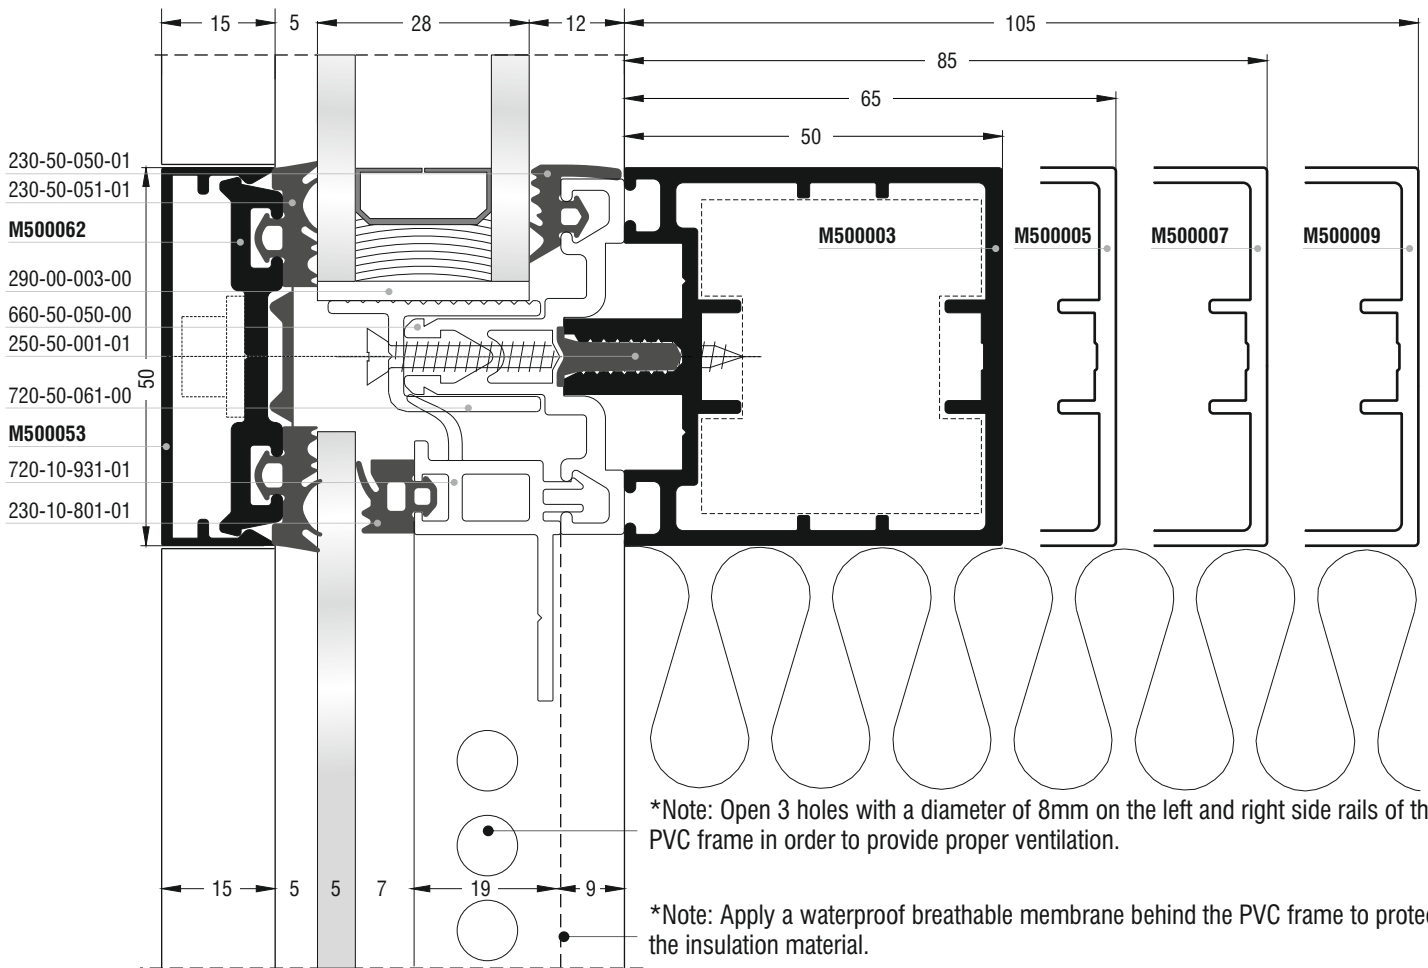 15 5 28 12 105
85
65
50
230-50-050-01
230-50-051-01
M500062
M500003 M500005 M500007 M500009
290-00-003-00
660-50-050-00
250-50-001-01
50
720-50-061-00
M500053
720-10-931-01
230-10-801-01
*Note: Open 3 holes with a diameter of 8mm on the left and right side rails of th
PVC frame in order to provide proper ventilation.
15 5 5 7 19 9
*Note: Apply a waterproof breathable membrane behind the PVC frame to protec
the insulation material.